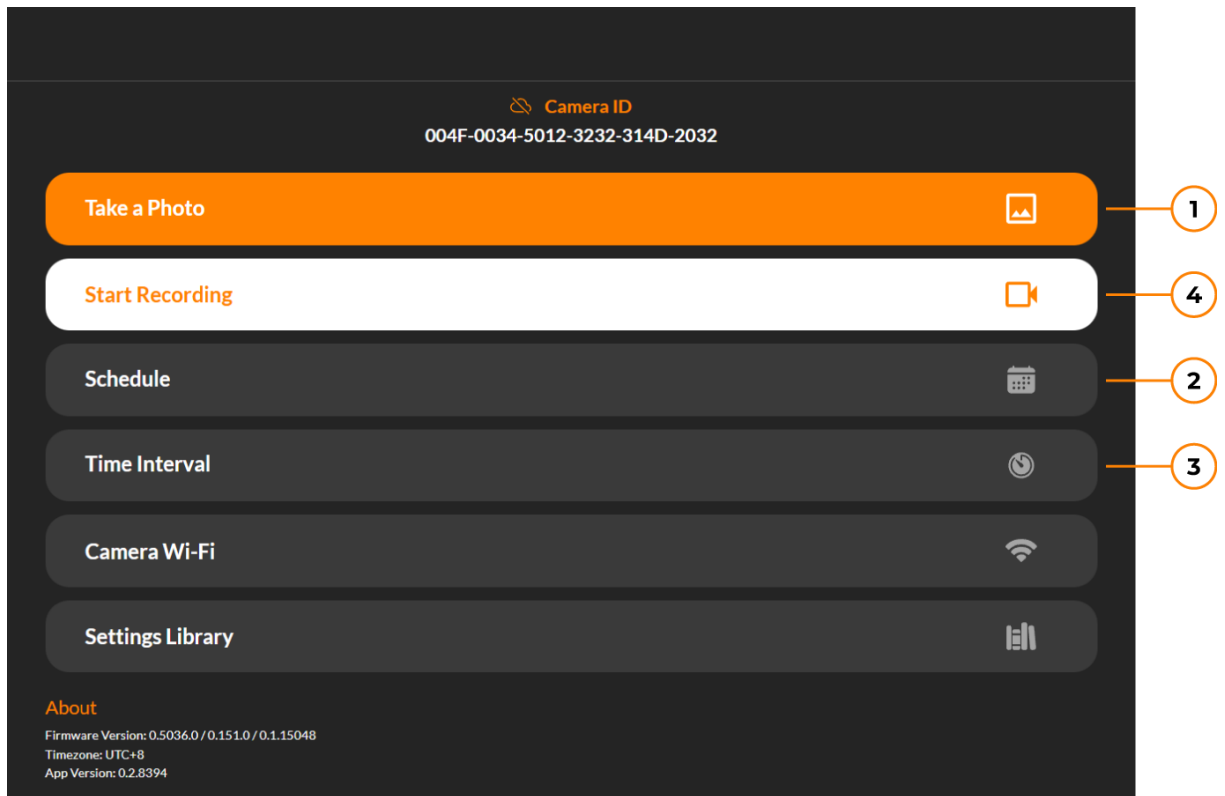 Camera ID
004F-0034-5012-3232-314D-2032
Take a Photo
1
Start Recording
4
Schedule
2
Time Interval
3
Camera Wi-Fi
Settings Library
About
Firmware Version: 0.5036.0 / 0.151.0 / 0.1.15048
Timezone: UTC+8
App Version: 0.2.8394